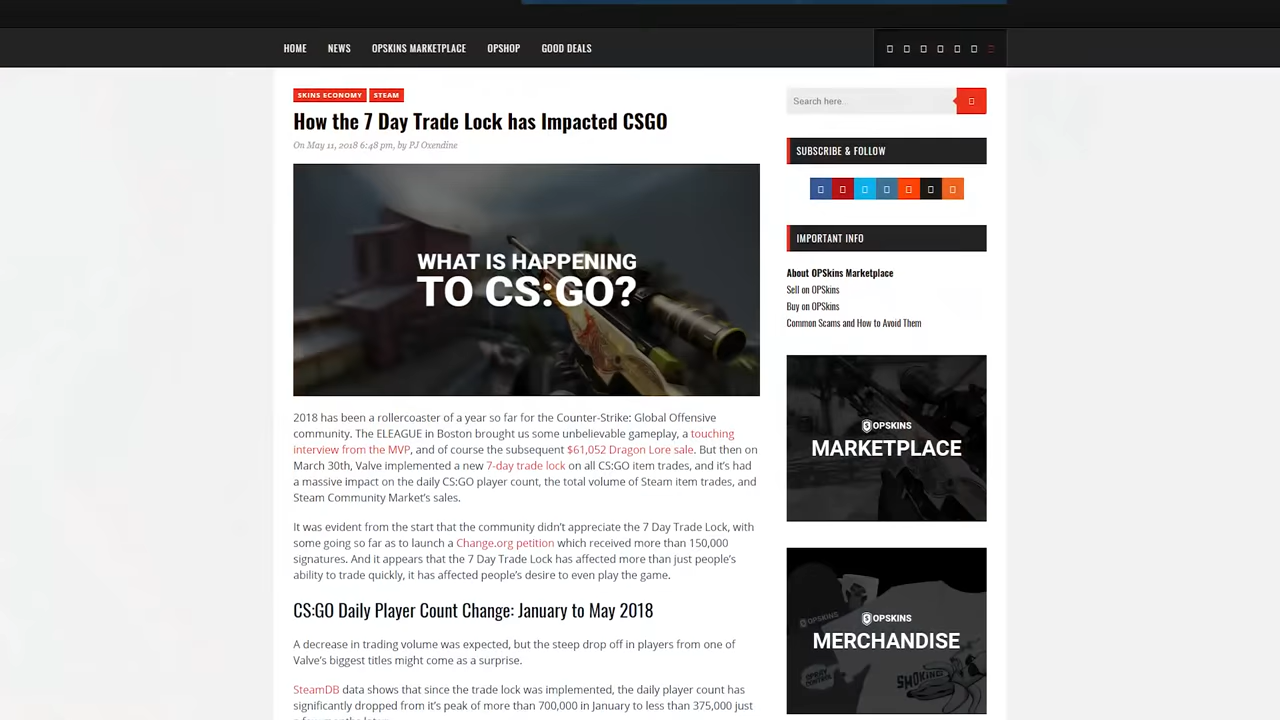 HOME NEWS OPSKINS MARKETPLACE OPSHOP GOOD DEALS
SKINS ECONOMY STEAM
How the 7 Day Trade Lock has Impacted CSGO
On May 11, 2018 6:48 pm, by PJ Oxendine
WHAT IS HAPPENING
TO CS:GO?
2018 has been a rollercoaster of a year so far for the Counter-Strike: Global Offensive
community. The ELEAGUE in Boston brought us some unbelievable gameplay, a touching
interview from the MVP, and of course the subsequent $61,052 Dragon Lore sale. But then on
March 30th, Valve implemented a new 7-day trade lock on all CS:GO item trades, and it's had
a massive impact on the daily CS:GO player count, the total volume of Steam item trades, and
Steam Community Market's sales.
It was evident from the start that the community didn't appreciate the 7 Day Trade Lock, with
some going so far as to launch a Change.org petition which received more than 150,000
signatures. And it appears that the 7 Day Trade Lock has affected more than just people's
ability to trade quickly, it has affected people's desire to even play the game.
CS:GO Daily Player Count Change: January to May 2018
A decrease in trading volume was expected, but the steep drop off in players from one of
Valve's biggest titles might come as a surprise.
SteamDB data shows that since the trade lock was implemented, the daily player count has
significantly dropped from it's peak of more than 700,000 in January to less than 375,000 just
Search here..
SUBSCRIBE & FOLLOW
IMPORTANT INFO
About OPSkins Marketplace
Sell on OPSkins
Buy on OPSkins
Common Scams and How to Avoid Them
OPSKINS
MARKETPLACE
OPSKINS
MERCHANDISE